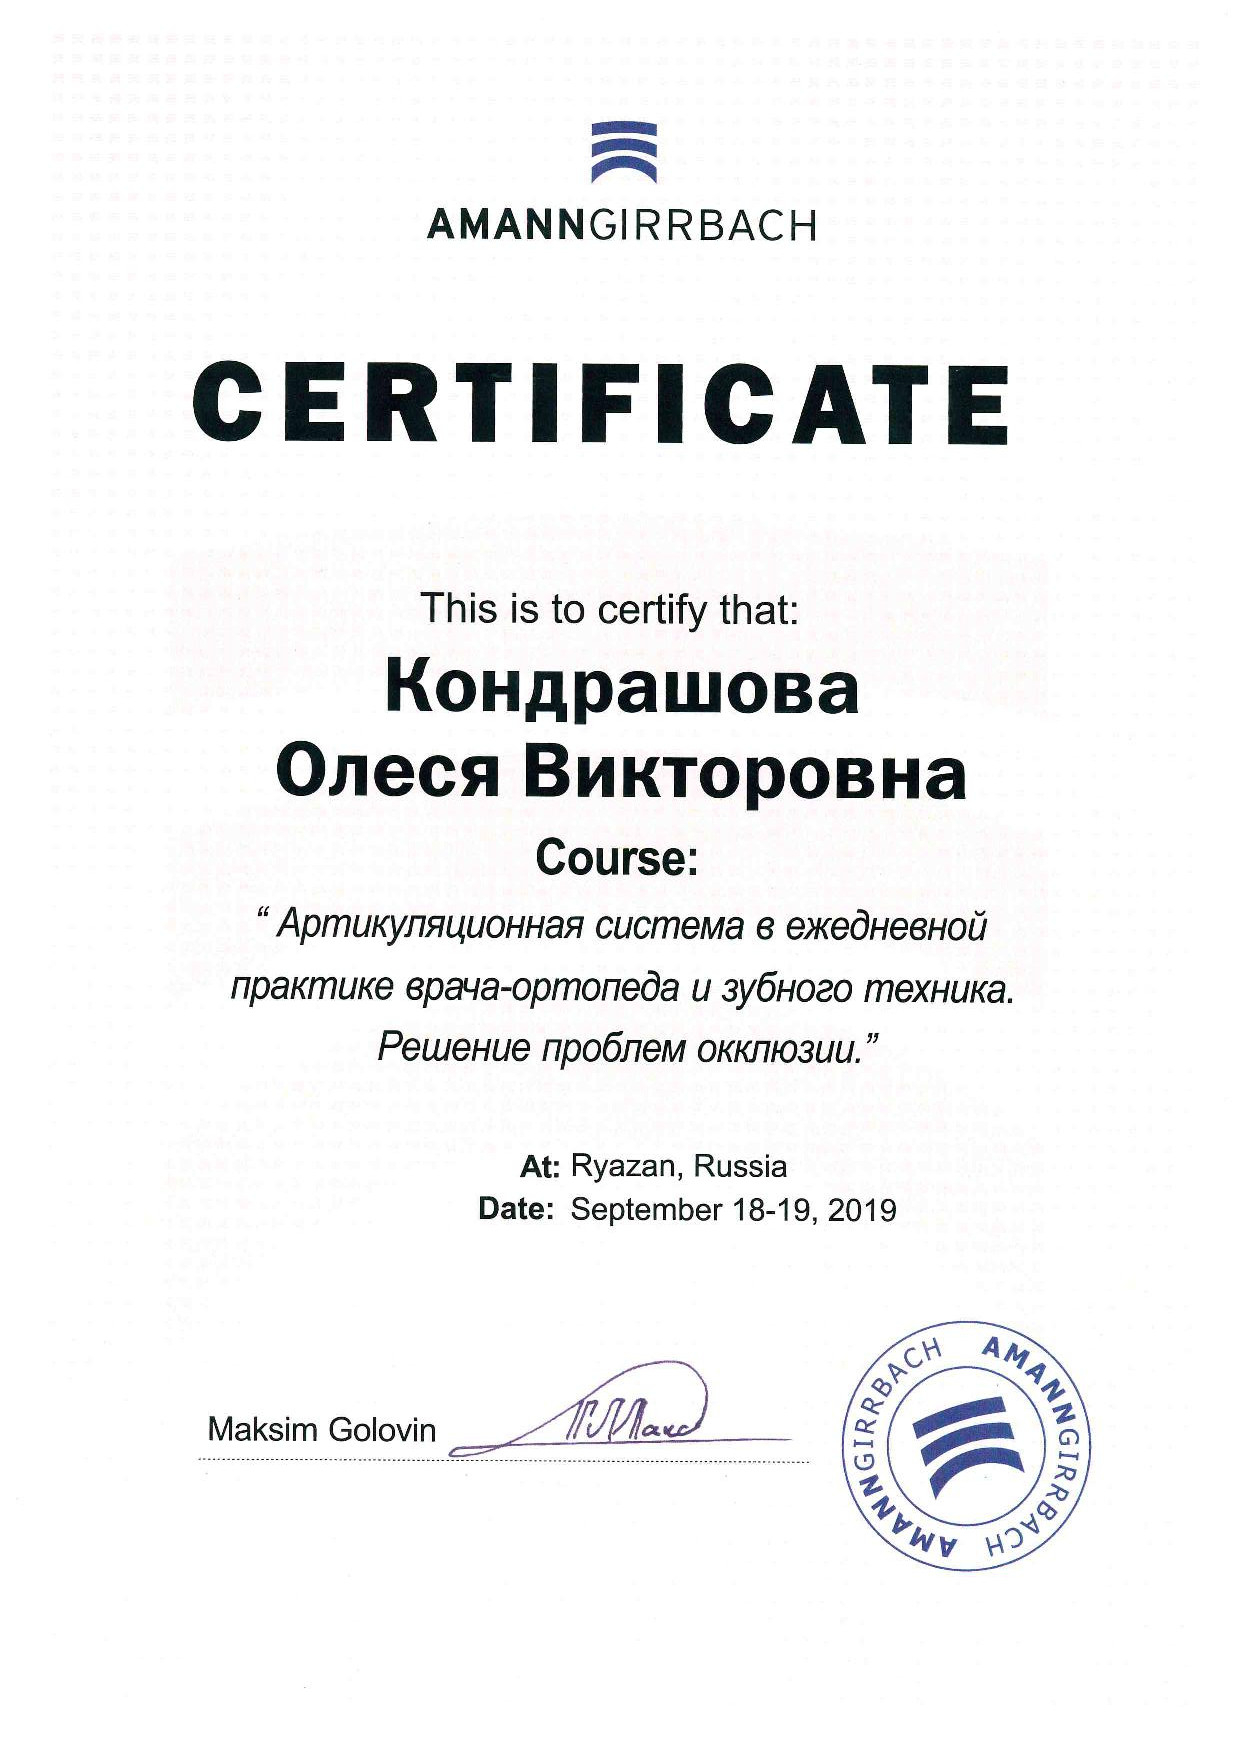 AMANNGIRRBACH
CERTIFICATE
This is to certify that:
Кондрашова
Олеся Викторовна
Course:
“ Артикуляционная система в ежедневной
практике врача-ортопеда и зубного техника.
Решение проблем окклюзии.”
At: Ryazan, Russia
Date: September 18-19, 2019
Maksim Golovin
AMANNGIRRBACH AMANNGIRRBACH